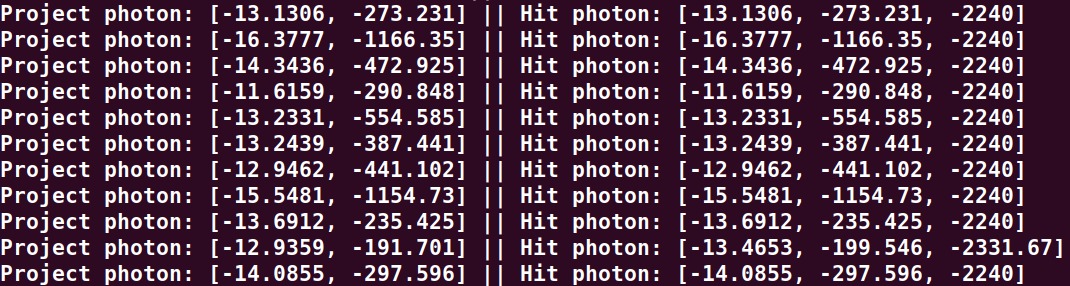 Project photon: [-13.1306, -273.231] || Hit photon: [-13.1306, -273.231, -2240]
Project photon: [-16.3777, -1166.35] || Hit photon: [-16.3777, -1166.35, -2240]
Project photon: [-14.3436, -472.925] || Hit photon: [-14.3436, -472.925, -2240]
Project photon: [-11.6159, -290.848] || Hit photon: [-11.6159, -290.848, -2240]
Project photon: [-13.2331, -554.585] || Hit photon: [-13.2331, -554.585, -2240]
Project photon: [-13.2439, -387.441] || Hit photon: [-13.2439, -387.441, -2240]
Project photon: [-12.9462, -441.102] || Hit photon: [-12.9462, -441.102, -2240]
Project photon: [-15.5481, -1154.73] || Hit photon: [-15.5481, -1154.73, -2240]
Project photon: [-13.6912, -235.425] || Hit photon: [-13.6912, -235.425, -2240]
Project photon: [-12.9359, -191.701] || Hit photon: [-13.4653, -199.546, -2331.67]
Project photon: [-14.0855, -297.596] || Hit photon: [-14.0855, -297.596, -2240]